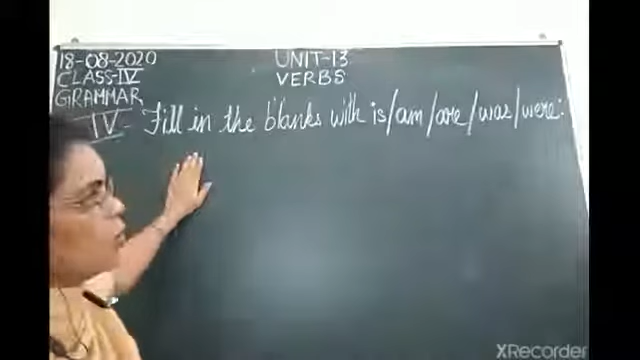 18-08-2020
UNIT-13
CLASS-IV
VERBS
GRAMMAR
IV- Fill in the blanks with is/am/are/was/were:
XRecorder